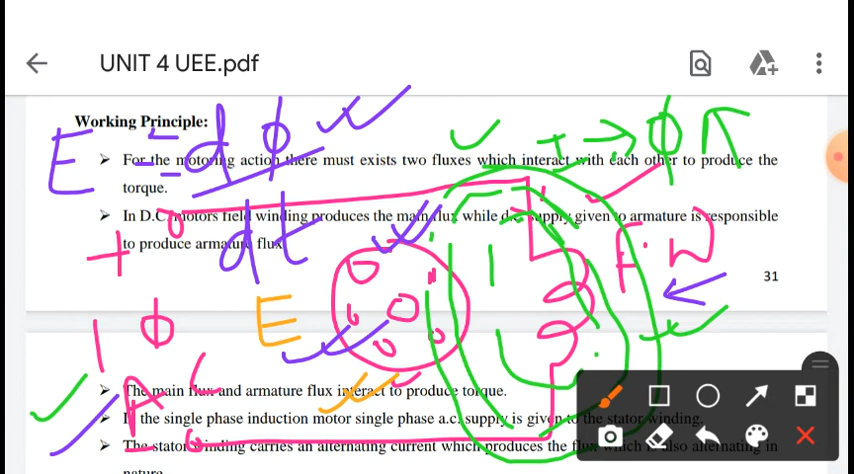 UNIT 4 UEE.pdf
Working Principle:
E = - dφ / dt
For the motoring action there must exists two fluxes which interact with each other to produce the
torque.
I → φ
In D.C. motors field winding produces the main flux while d.c. supply given to armature is responsible
to produce armature flux.
F.W
31
E
1 φ
AC
The main flux and armature flux interact to produce torque.
In the single phase induction motor single phase a.c. supply is given to the stator winding.
The stator winding carries an alternating current which produces the flux which is also alternating in
nature.